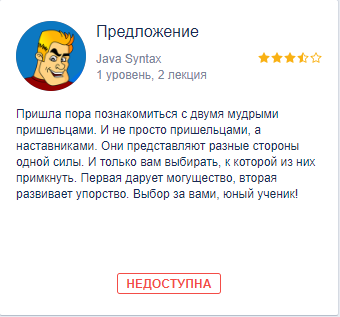 Предложение
Java Syntax
1 уровень, 2 лекция
Пришла пора познакомиться с двумя мудрыми
пришельцами. И не просто пришельцами, а
наставниками. Они представляют разные стороны
одной силы. И только вам выбирать, к которой из них
примкнуть. Первая дарует могущество, вторая
развивает упорство. Выбор за вами, юный ученик!
НЕДОСТУПНА